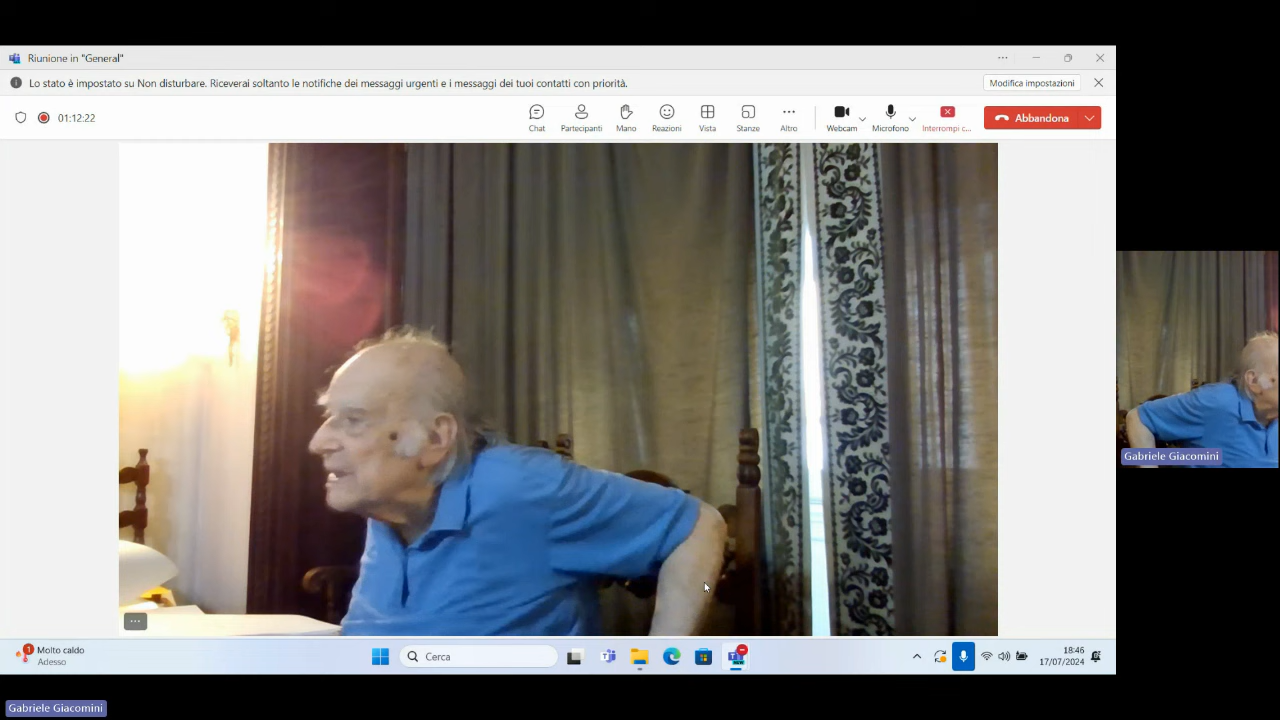 Riunione in "General"
Lo stato è impostato su Non disturbare. Riceverai soltanto le notifiche dei messaggi urgenti e i messaggi dei tuoi contatti con priorità.
Modifica impostazioni
01:12:22
Chat
Partecipanti
Mano
Reazioni
Vista
Stanze
Altro
Webcam
Microfono
Interrompi c...
Abbandona
Gabriele Giacomini
1
Molto caldo
Adesso
Cerca
18:46
17/07/2024
Gabriele Giacomini